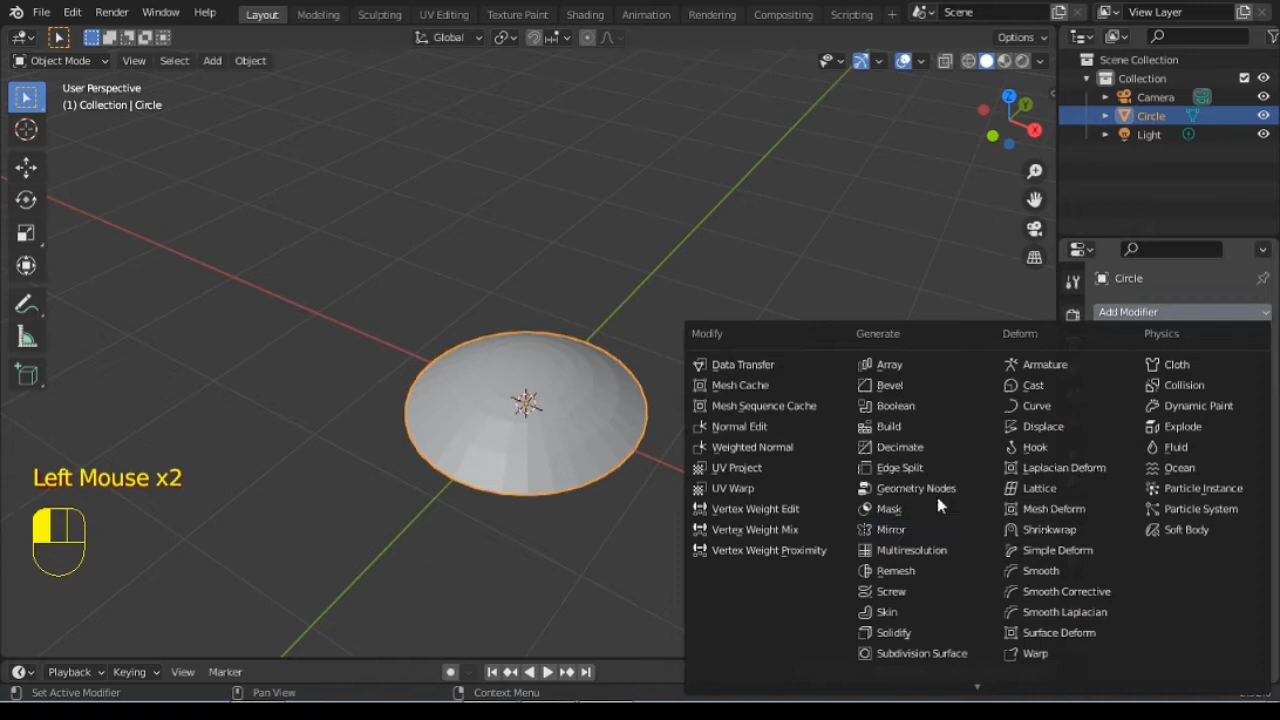 File Edit Render Window Help Layout Modeling Sculpting UV Editing Texture Paint Shading Animation Rendering Compositing Scripting + Scene View Layer
Global Options
Object Mode View Select Add Object
User Perspective
(1) Collection | Circle
Z
Y
X
Scene Collection
Collection
Camera
Circle
Light
Circle
Add Modifier
Modify Generate Deform Physics
Data Transfer Array Armature Cloth
Mesh Cache Bevel Cast Collision
Mesh Sequence Cache Boolean Curve Dynamic Paint
Normal Edit Build Displace Explode
Weighted Normal Decimate Hook Fluid
UV Project Edge Split Laplacian Deform Ocean
UV Warp Geometry Nodes Lattice Particle Instance
Vertex Weight Edit Mask Mesh Deform Particle System
Vertex Weight Mix Mirror Shrinkwrap Soft Body
Vertex Weight Proximity Multiresolution Simple Deform
Remesh Smooth
Screw Smooth Corrective
Skin Smooth Laplacian
Solidify Surface Deform
Subdivision Surface Warp
Left Mouse x2
Playback Keying View Marker
Set Active Modifier Pan View Context Menu